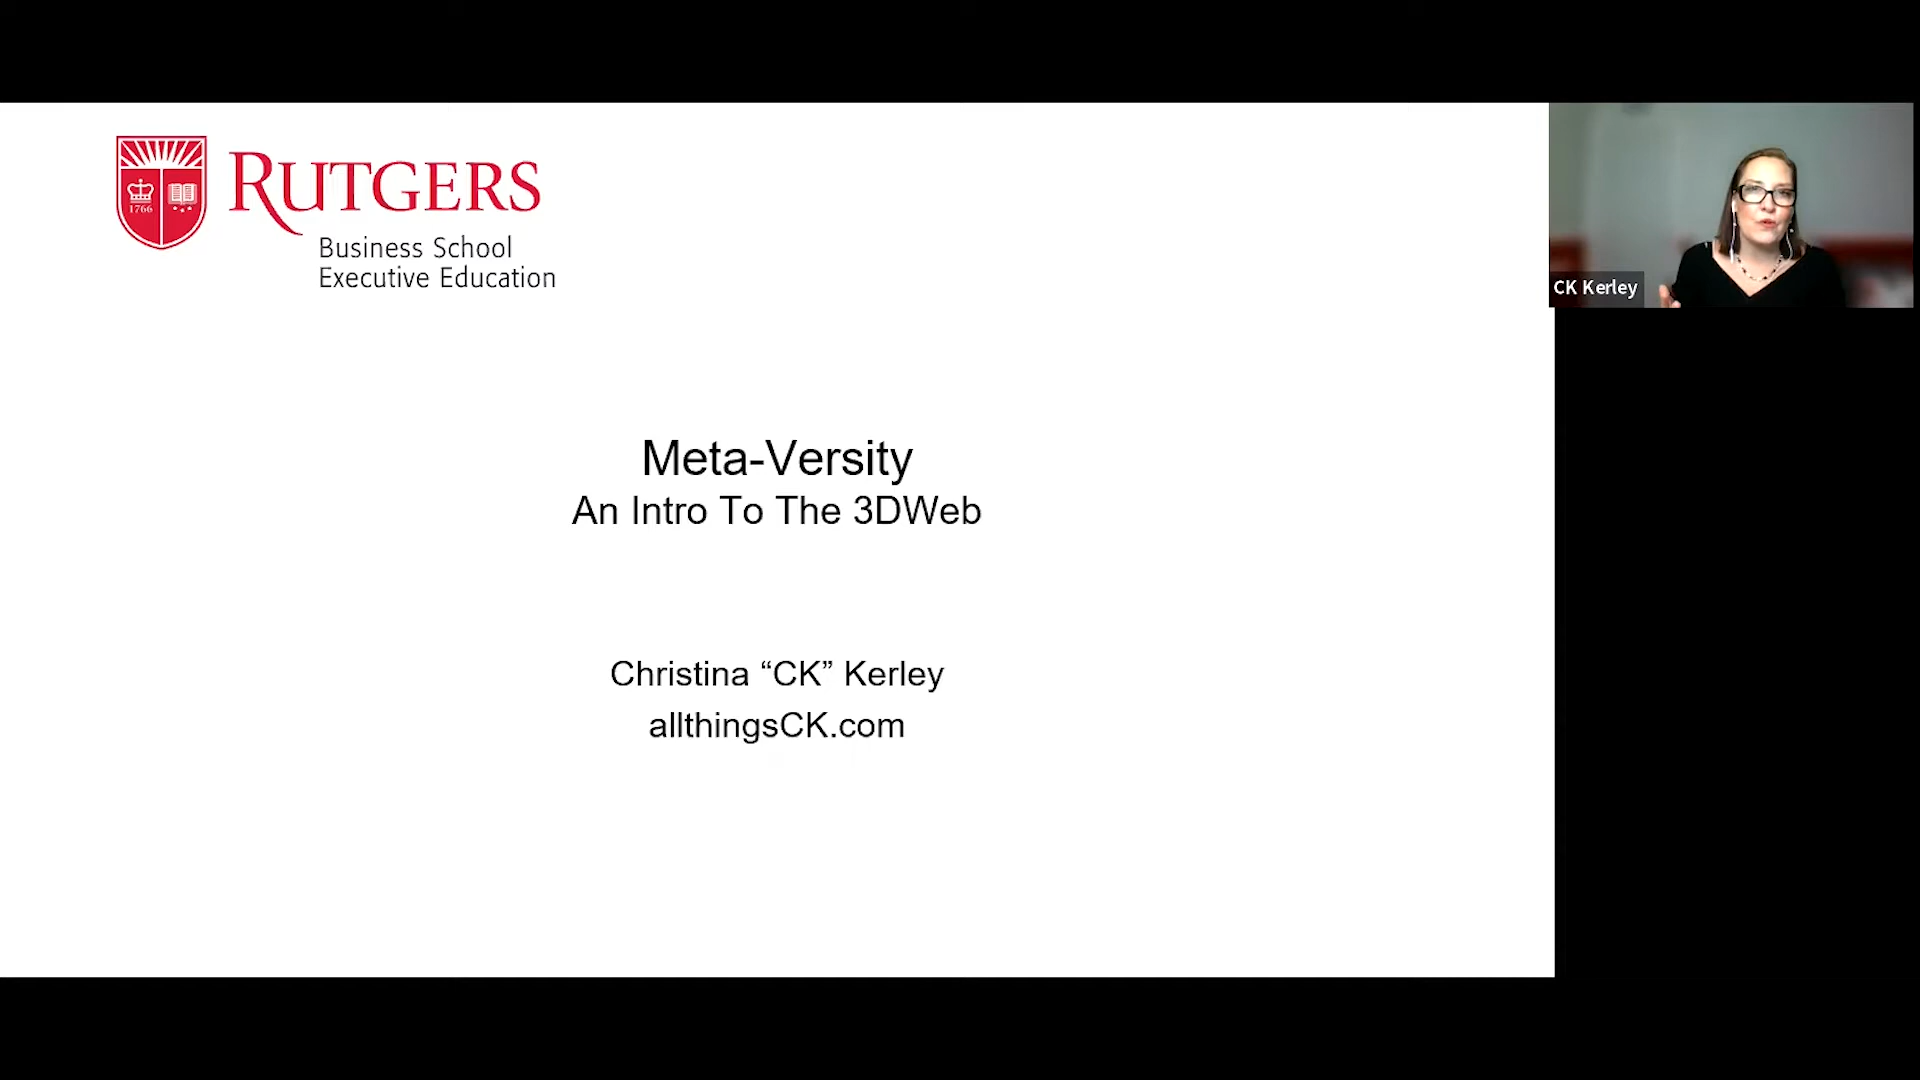 1766
RUTGERS
Business School
Executive Education
CK Kerley
Meta-Versity
An Intro To The 3DWeb
Christina “CK” Kerley
allthingsCK.com